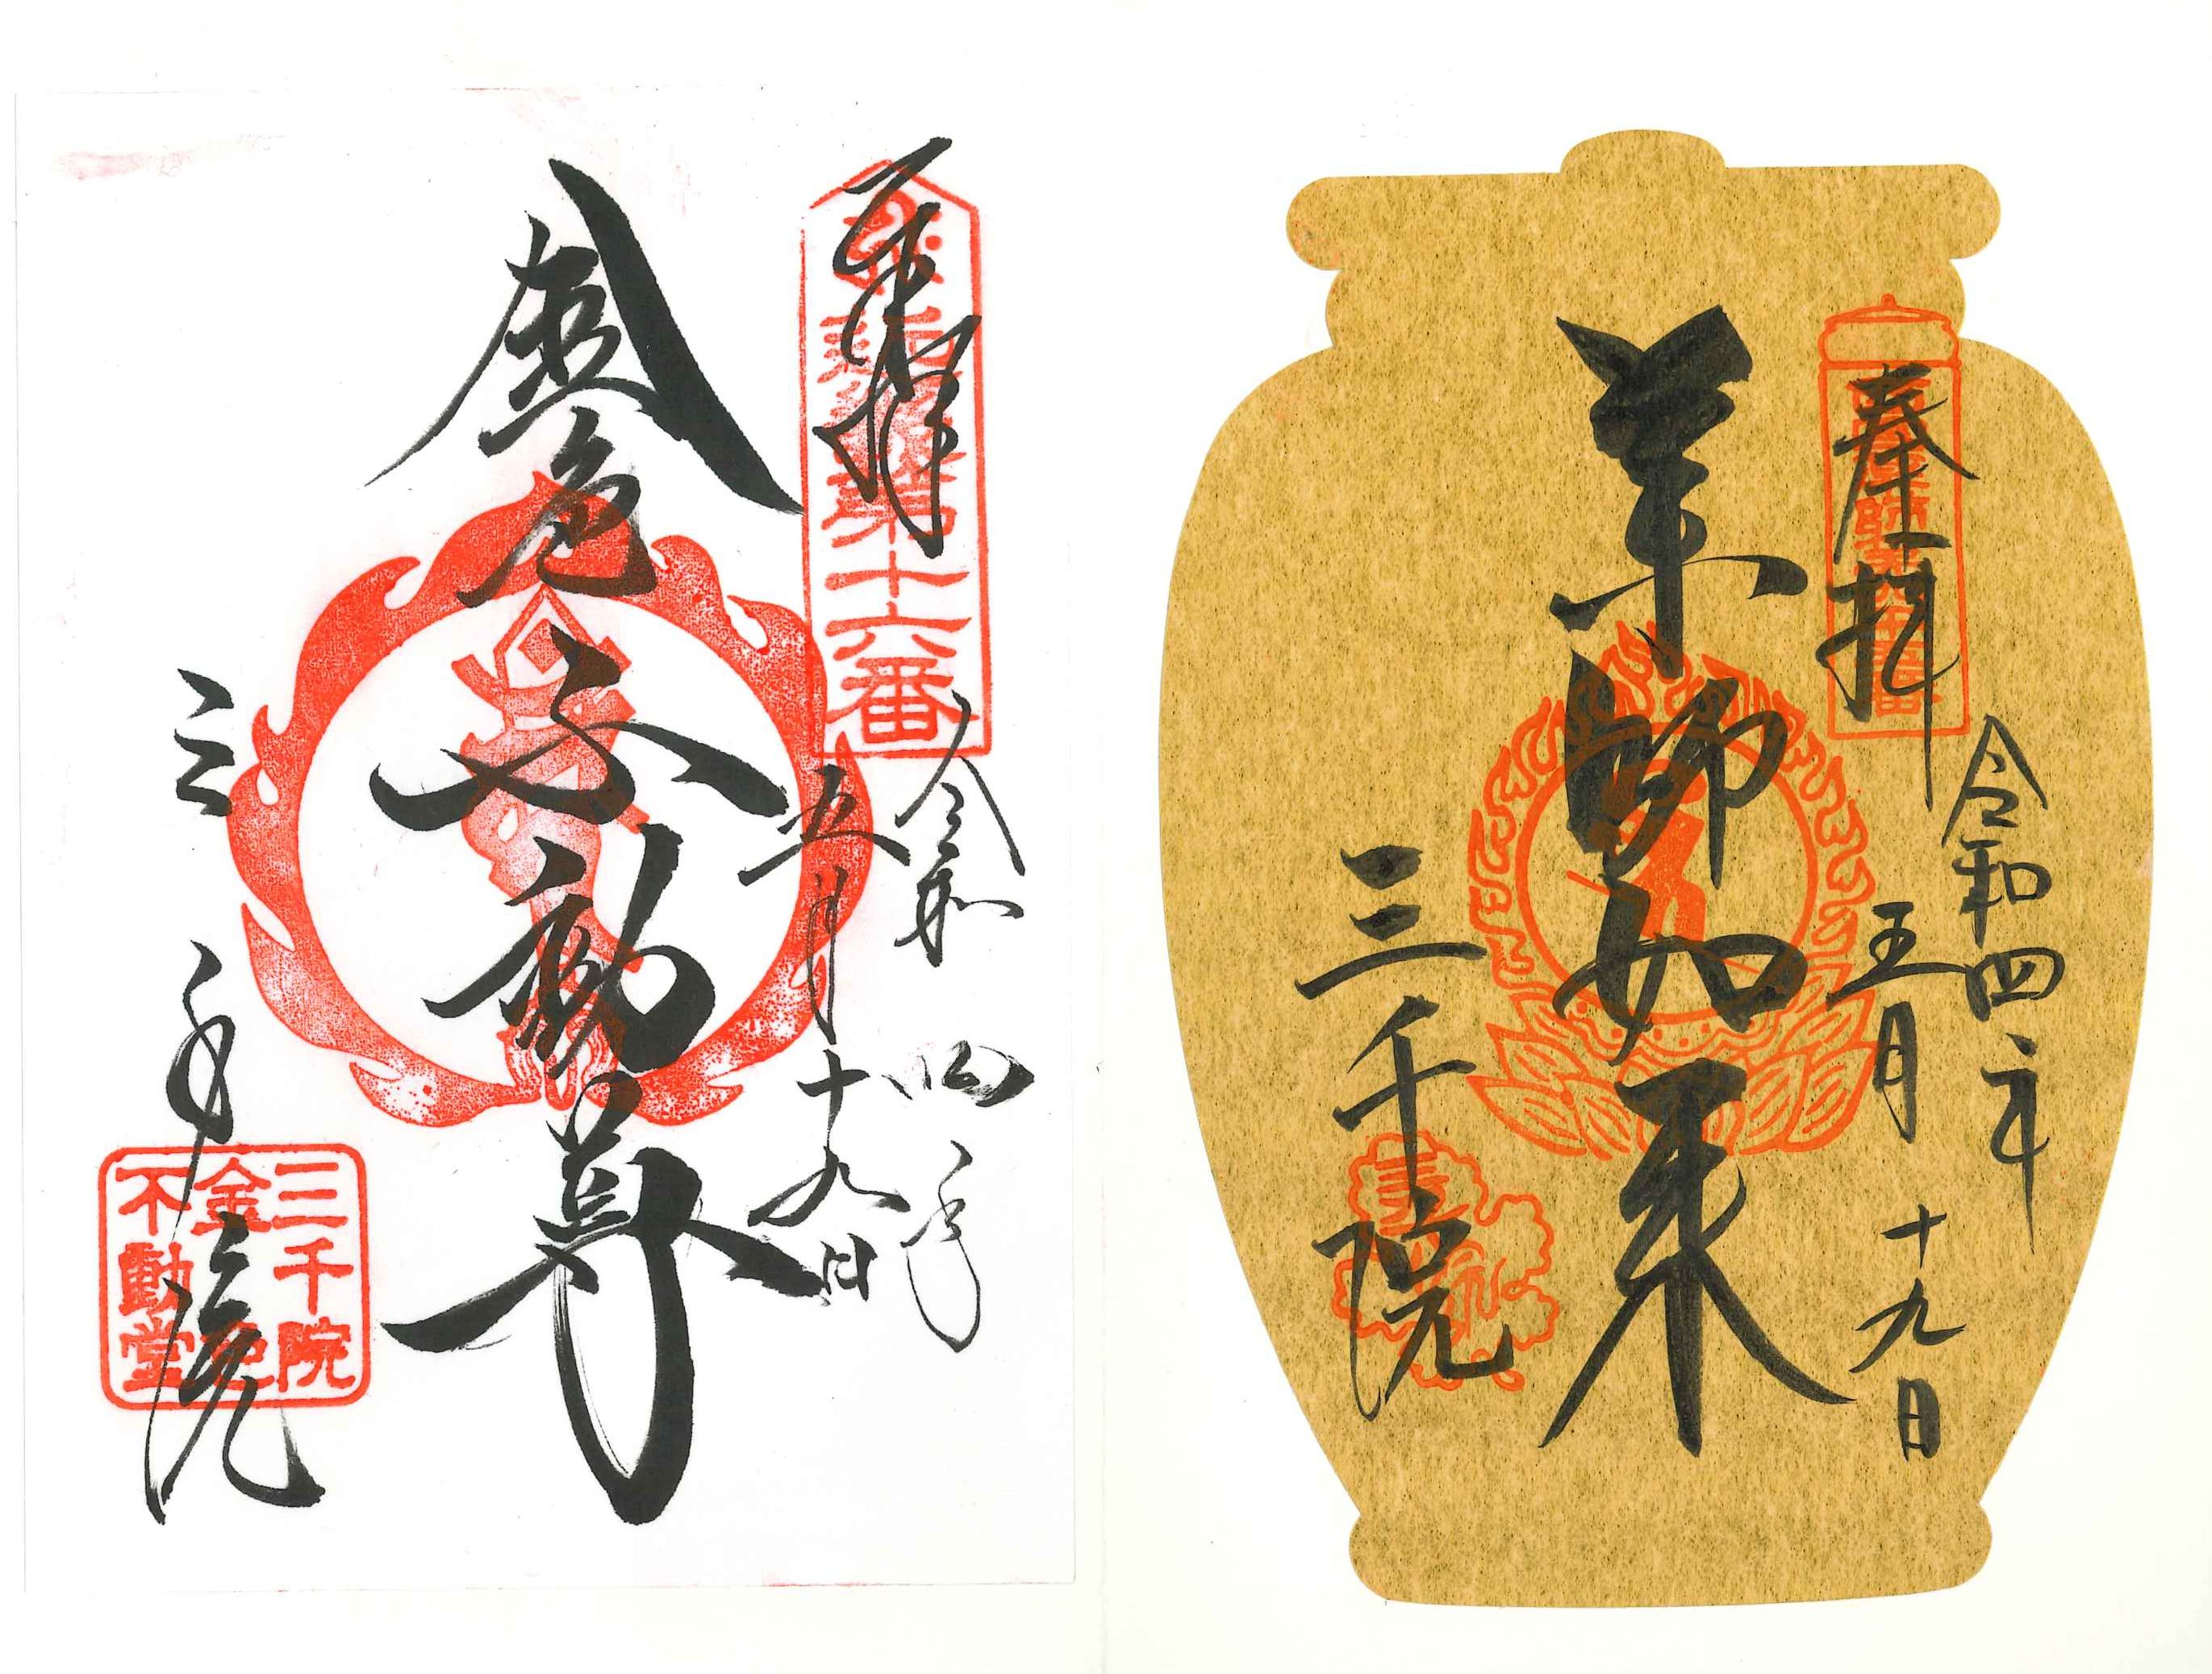 奉拝
令和四年
五月十九日
薬師如来
三千院
奉拝
第十六番
令和四年
五月十九日
金色不動尊
三千院
三千院
金色
不動堂